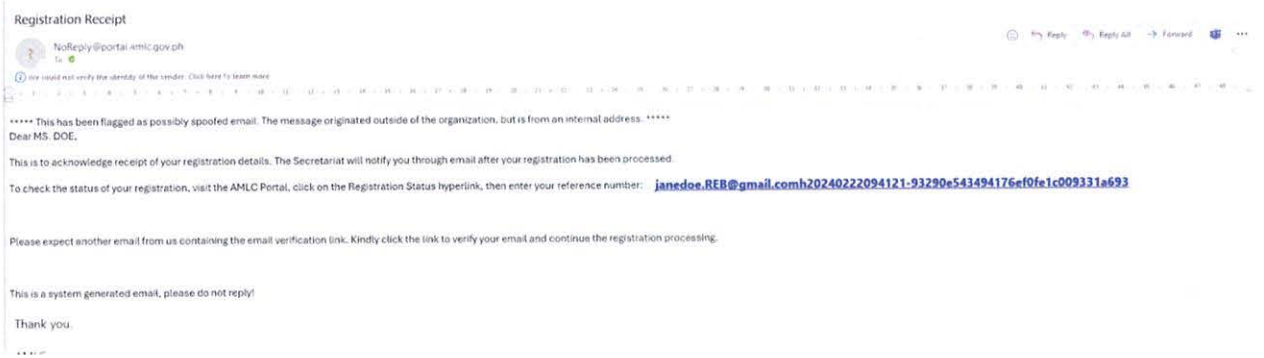 Registration Receipt
NoReply@portal.amlc.gov.ph
To:
Reply Reply All Forward
We could not verify the identity of the sender. Click here to learn more
***** This has been flagged as possibly spoofed email. The message originated outside of the organization, but is from an internal address. *****
Dear MS. DOE,
This is to acknowledge receipt of your registration details. The Secretariat will notify you through email after your registration has been processed.
To check the status of your registration, visit the AMLC Portal, click on the Registration Status hyperlink, then enter your reference number: janedoe.REB@gmail.comh20240222094121-93290e543494176ef0fe1c009331a693
Please expect another email from us containing the email verification link. Kindly click the link to verify your email and continue the registration processing.
This is a system generated email, please do not reply!
Thank you.